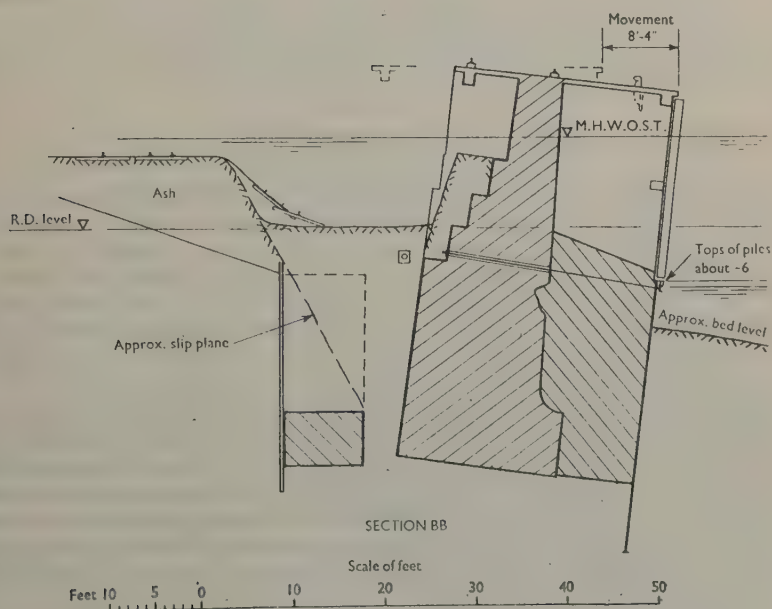 Movement
8'-4"
M.H.W.O.S.T.
Ash
R.D. level
Tops of piles
about -6
Approx. slip plane
Approx. bed level
SECTION BB
Scale of feet
Feet 10 5 0 10 20 30 40 50